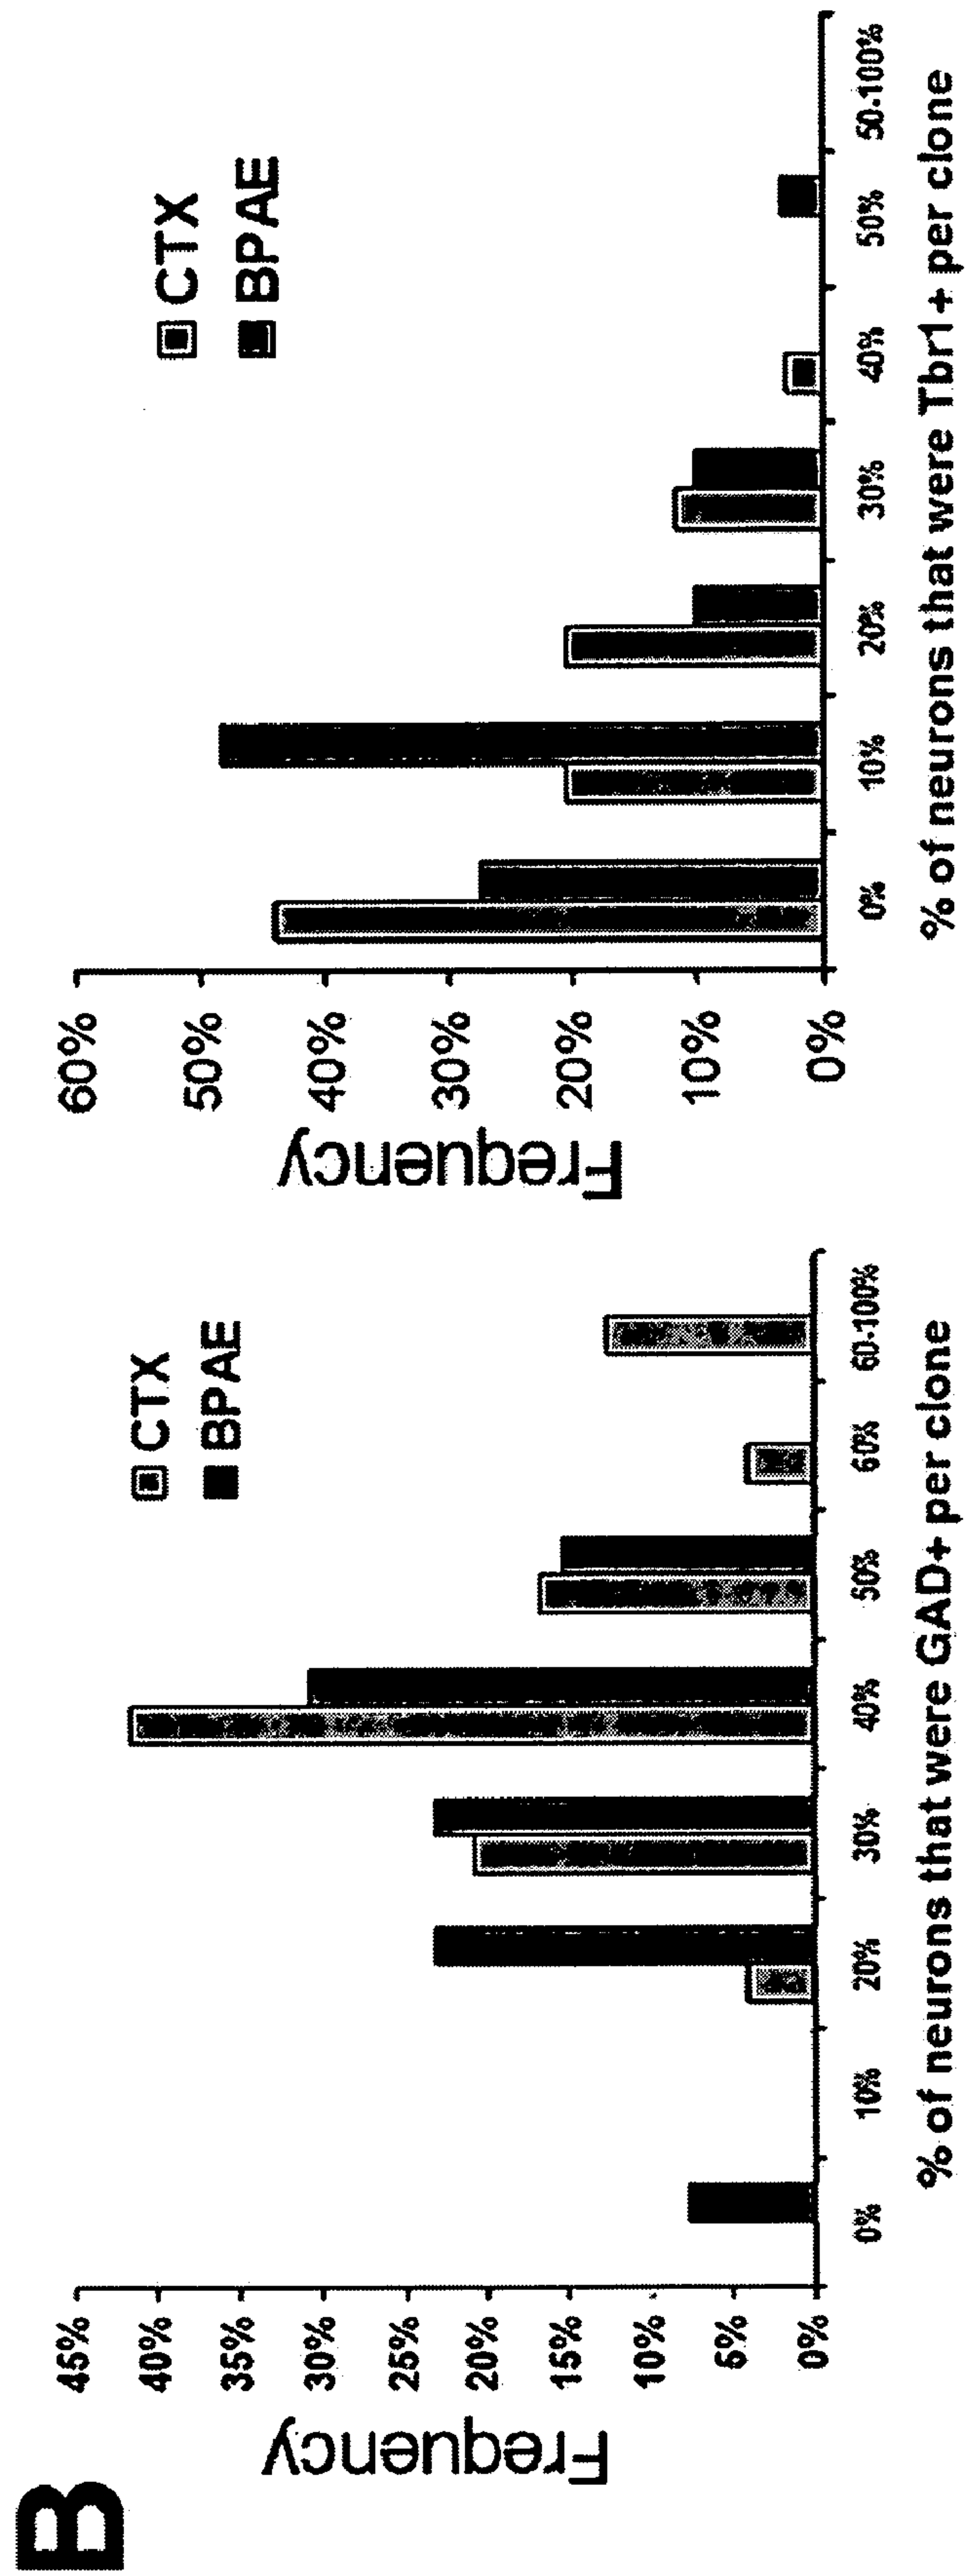 B
Frequency
45%
40%
35%
30%
25%
20%
15%
10%
5%
0%
CTX
BPAE
0% 10% 20% 30% 40% 50% 60% 60-100%
% of neurons that were GAD+ per clone
Frequency
60%
50%
40%
30%
20%
10%
0%
CTX
BPAE
0% 10% 20% 30% 40% 50% 50-100%
% of neurons that were Tbr1+ per clone